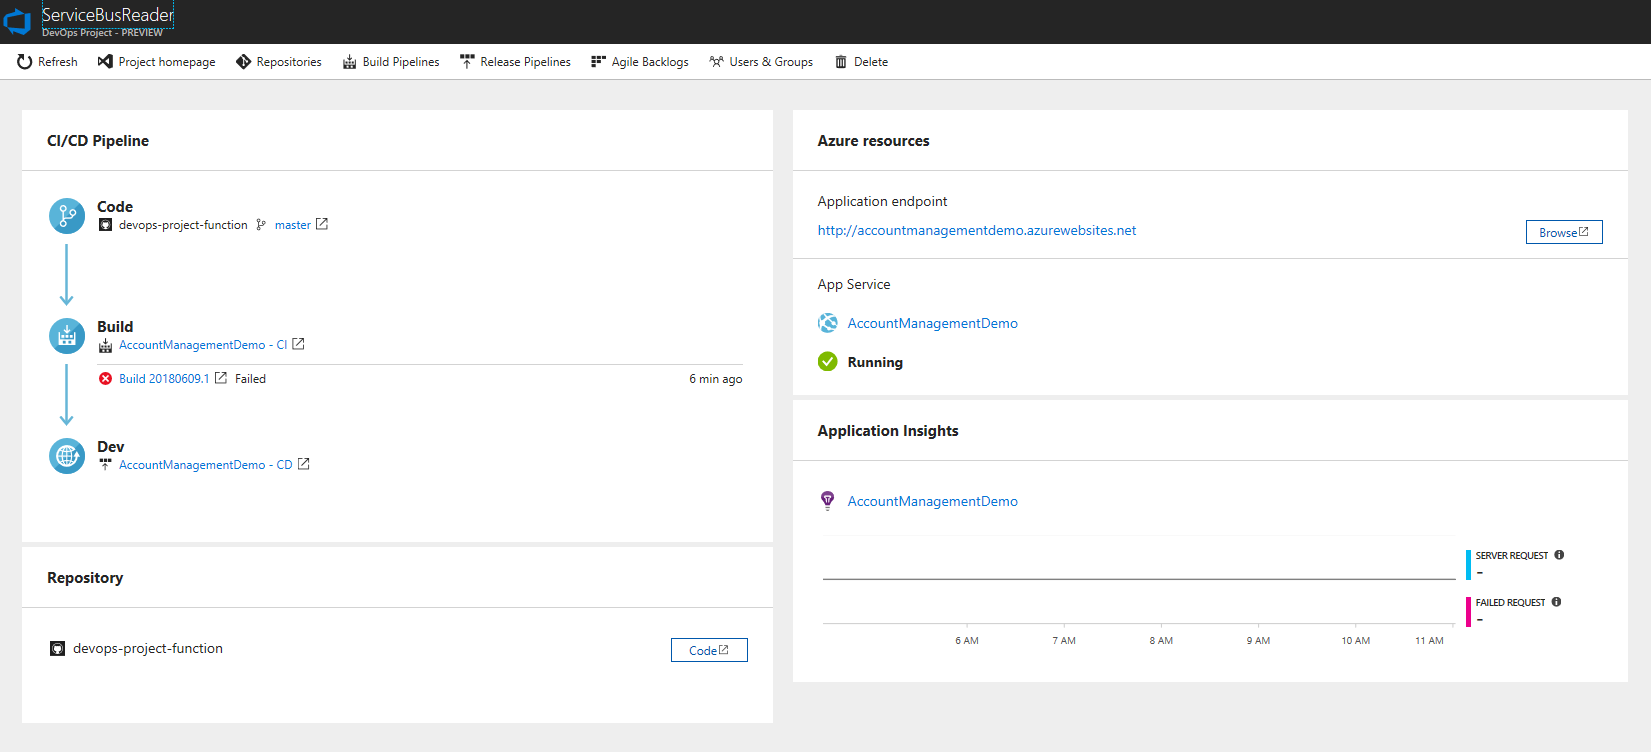 ServiceBusReader
DevOps Project - PREVIEW
Refresh Project homepage Repositories Build Pipelines Release Pipelines Agile Backlogs Users & Groups Delete
CI/CD Pipeline
Code
devops-project-function master
Build
AccountManagementDemo - CI
Build 20180609.1 Failed 6 min ago
Dev
AccountManagementDemo - CD
Repository
devops-project-function Code
Azure resources
Application endpoint
http://accountmanagementdemo.azurewebsites.net Browse
App Service
AccountManagementDemo
Running
Application Insights
AccountManagementDemo
SERVER REQUEST
--
FAILED REQUEST
--
6 AM 7 AM 8 AM 9 AM 10 AM 11 AM